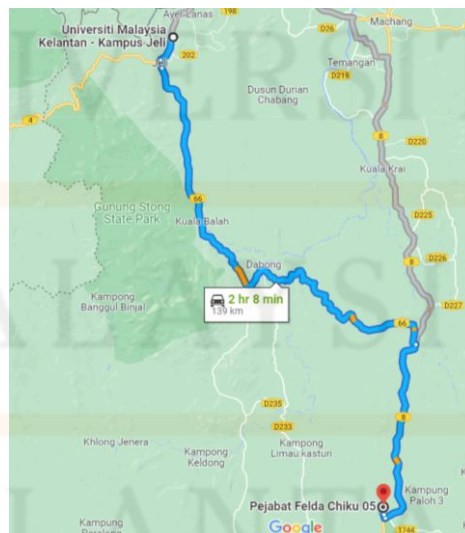 Ayer Lanas
198
Universiti Malaysia
Kelantan - Kampus Jeli
Machang
D26
Temangan
202
D219
Dusun Durian
Chabang
4
8
D220
Kuala Krai
66
Gunung Stong
State Park
Kuala Balah
D225
8
D226
Dabong
2 hr 8 min
139 km
D227
Kampong
Banggul Binjai
66
D235
8
D233
Khlong Jenera
Kampong
Keldong
Kampong
Limau kasturi
Pejabat Felda Chiku 05
Kampung
Paloh 3
Google
Kampung
1744